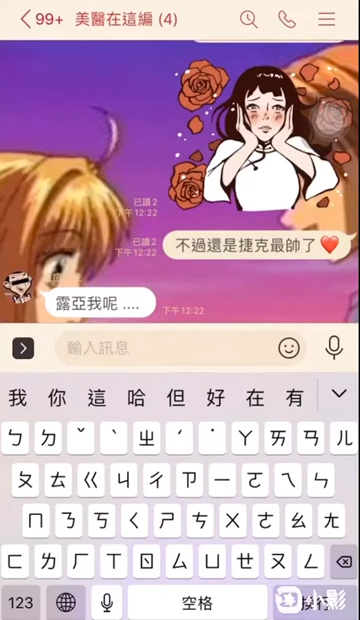 99+ 美醫在這編 (4)
已讀 2
下午 12:22
已讀 2
下午 12:22
不過還是捷克最帥了❤️
露亞我呢 ....
下午 12:22
輸入訊息
我 你 這 哈 但 好 在 有
ㄅ ㄉ ˇ ˋ ㄓ ˊ ˙ ㄚ ㄞ ㄢ ㄦ
ㄆ ㄊ ㄍ ㄐ ㄔ ㄗ ㄧ ㄛ ㄟ ㄣ
ㄇ ㄋ ㄎ ㄑ ㄕ ㄘ ㄨ ㄜ ㄠ ㄤ
ㄈ ㄌ ㄏ ㄒ ㄖ ㄙ ㄩ ㄝ ㄡ ㄥ
123 空格 換行
小影